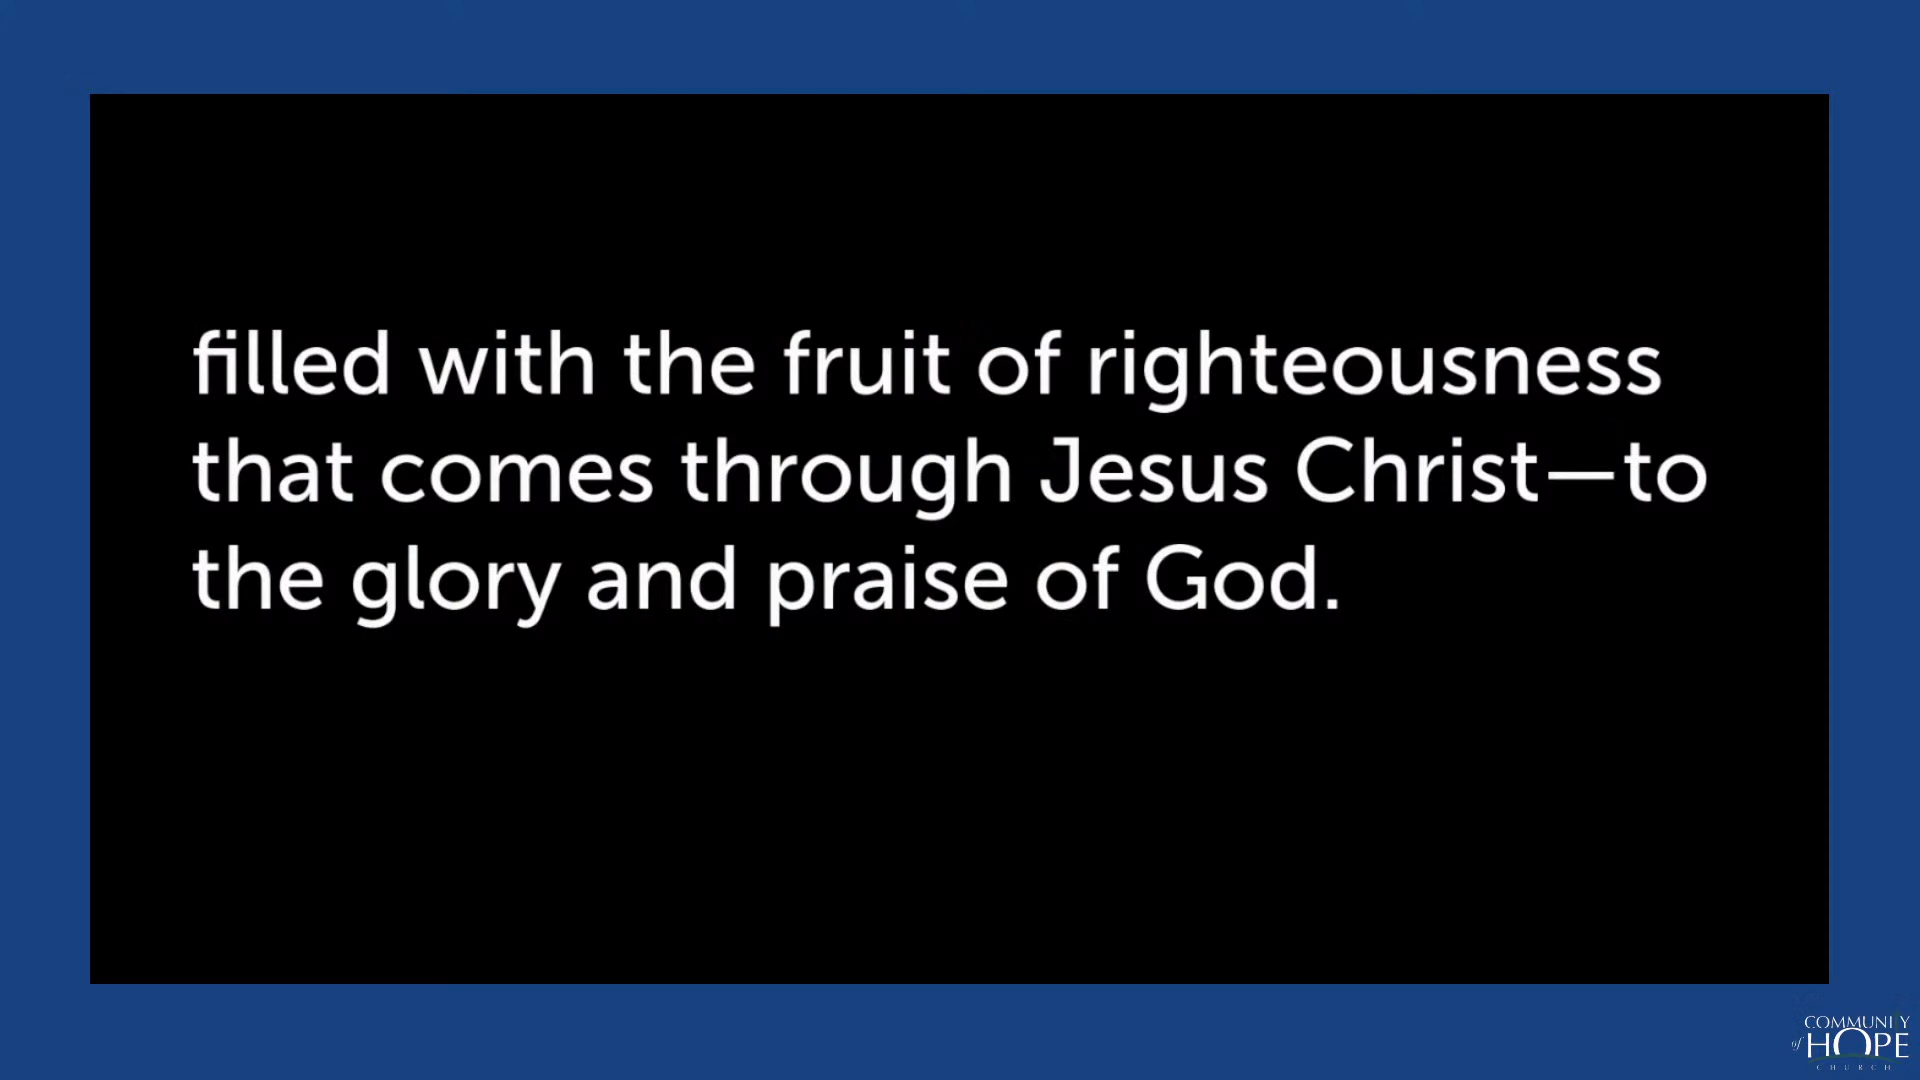 filled with the fruit of righteousness
that comes through Jesus Christ—to
the glory and praise of God.
COMMUNITY
of HOPE
CHURCH